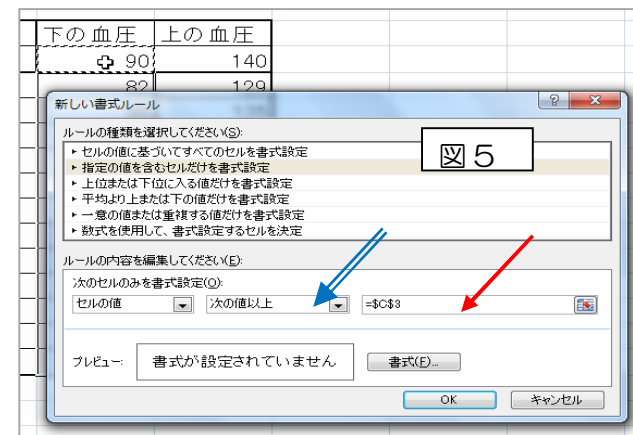 下の血圧 上の血圧
90 140
82 129
新しい書式ルール
ルールの種類を選択してください(S):
図５
► セルの値に基づいてすべてのセルを書式設定
► 指定の値を含むセルだけを書式設定
► 上位または下位に入る値だけを書式設定
► 平均より上または下の値だけを書式設定
► 一意の値または重複する値だけを書式設定
► 数式を使用して、書式設定するセルを決定
ルールの内容を編集してください(E):
次のセルのみを書式設定(O):
セルの値 次の値以上 =$C$3
プレビュー: 書式が設定されていません 書式(F)...
OK キャンセル